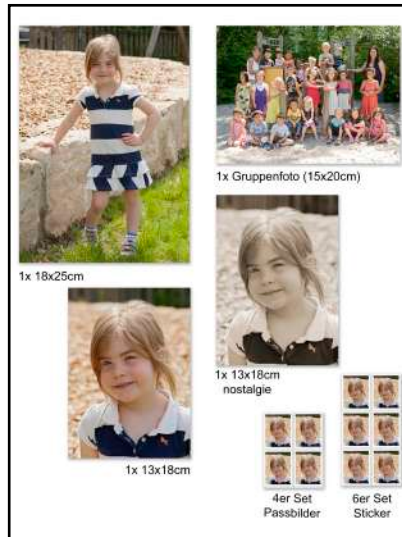 1x Gruppenfoto (15x20cm)
1x 18x25cm
1x 13x18cm
nostalgie
1x 13x18cm
4er Set
Passbilder
6er Set
Sticker